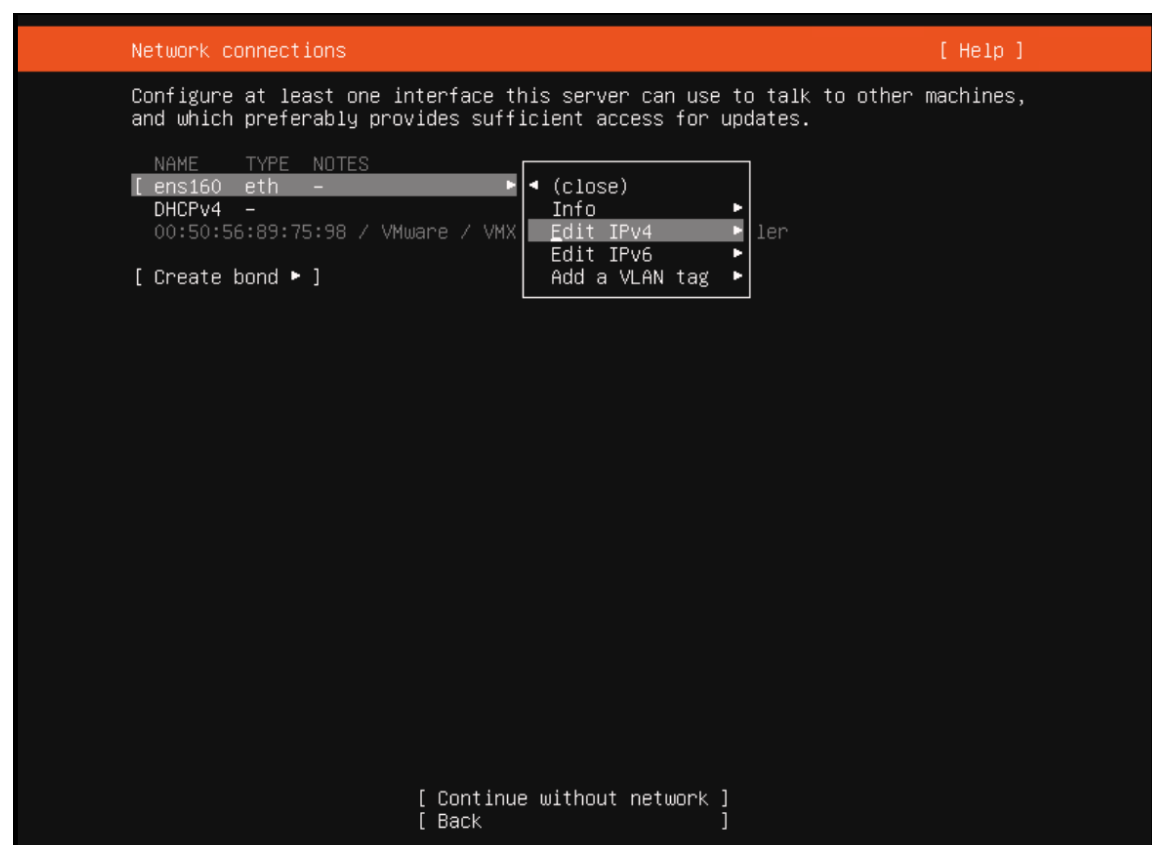 Network connections [ Help ]
Configure at least one interface this server can use to talk to other machines,
and which preferably provides sufficient access for updates.
NAME TYPE NOTES
[ ens160 eth – ▸ ◂ (close)
DHCPv4 – Info ▸
00:50:56:89:75:98 / VMware / VMX Edit IPv4 ▸ ler
Edit IPv6 ▸
[ Create bond ▸ ] Add a VLAN tag ▸
[ Continue without network ]
[ Back ]